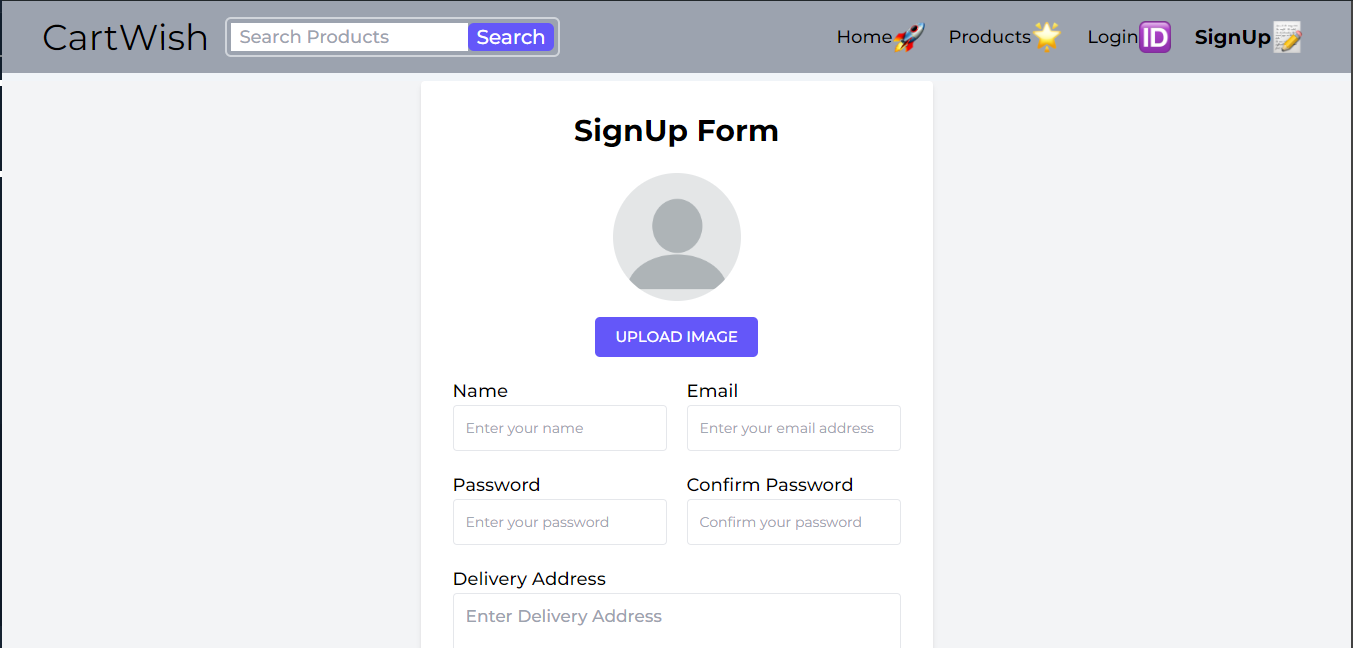 CartWish Search Products Search Home🚀 Products🌟 Login🆔 SignUp📝
SignUp Form
UPLOAD IMAGE
Name Email
Enter your name Enter your email address
Password Confirm Password
Enter your password Confirm your password
Delivery Address
Enter Delivery Address